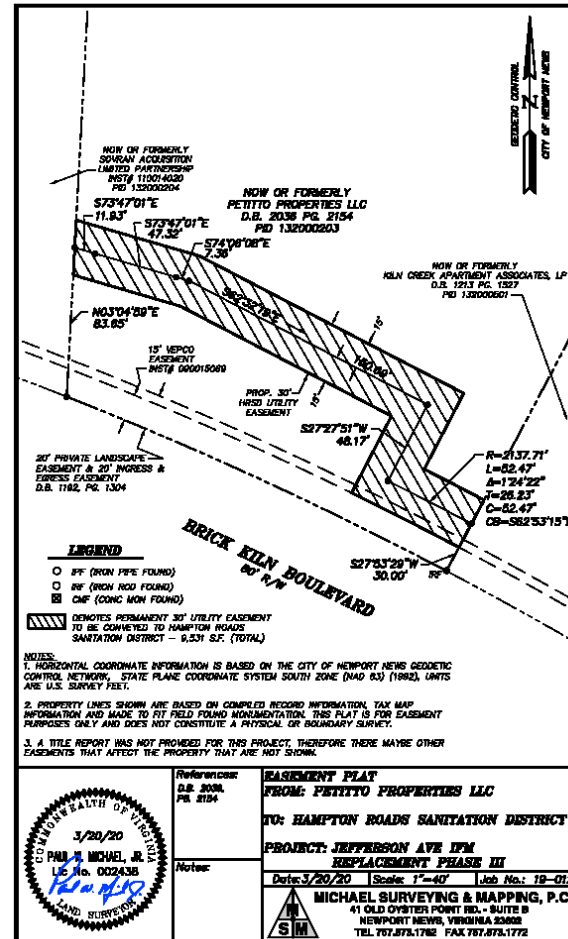 GEODETIC CONTROL
CITY OF NEWPORT NEWS
N
NOW OR FORMERLY
SOVRAN ACQUISITION
LIMITED PARTNERSHIP
INST# 110014020
PID 132000204
NOW OR FORMERLY
PETITTO PROPERTIES LLC
D.B. 2036 PG. 2154
PID 132000203
S73°47'01"E
11.93'
S73°47'01"E
47.32'
S74°06'08"E
7.36'
NOW OR FORMERLY
KILN CREEK APARTMENT ASSOCIATES, LP
D.B. 1213 PG. 1527
PID 132000601
N03°04'59"E
83.65'
15'
15' VEPCO
EASEMENT
INST# 090015069
PROP. 30'
HRSD UTILITY
EASEMENT
15'
S27°27'51"W
48.17'
20' PRIVATE LANDSCAPE
EASEMENT & 20' INGRESS &
EGRESS EASEMENT
D.B. 1192, PG. 1304
R=2137.71'
L=52.47'
Δ=1°24'22"
T=26.23'
C=52.47'
CB=S62°53'15"E
BRICK KILN BOULEVARD
80' R/W
S27°53'29"W
30.00'
IRF
LEGEND
IPF (IRON PIPE FOUND)
IRF (IRON ROD FOUND)
CMF (CONC MON FOUND)
DENOTES PERMANENT 30' UTILITY EASEMENT
TO BE CONVEYED TO HAMPTON ROADS
SANITATION DISTRICT – 9,531 S.F. (TOTAL)
NOTES:
1. HORIZONTAL COORDINATE INFORMATION IS BASED ON THE CITY OF NEWPORT NEWS GEODETIC
CONTROL NETWORK, STATE PLANE COORDINATE SYSTEM SOUTH ZONE (NAD 83) (1992), UNITS
ARE U.S. SURVEY FEET.
2. PROPERTY LINES SHOWN ARE BASED ON COMPILED RECORD INFORMATION, TAX MAP
INFORMATION AND MADE TO FIT FIELD FOUND MONUMENTATION. THIS PLAT IS FOR EASEMENT
PURPOSES ONLY AND DOES NOT CONSTITUTE A PHYSICAL OR BOUNDARY SURVEY.
3. A TITLE REPORT WAS NOT PROVIDED FOR THIS PROJECT, THEREFORE THERE MAYBE OTHER
EASEMENTS THAT AFFECT THE PROPERTY THAT ARE NOT SHOWN.
COMMONWEALTH OF VIRGINIA
3/20/20
PAUL W. MICHAEL, JR.
Lic No. 002438
LAND SURVEYOR
References:
D.B. 2036,
PG. 2154
Notes:
EASEMENT PLAT
FROM: PETITTO PROPERTIES LLC
TO: HAMPTON ROADS SANITATION DISTRICT
PROJECT: JEFFERSON AVE IFM
REPLACEMENT PHASE III
Date: 3/20/20 Scale: 1"=40' Job No.: 19-012
M
S M
MICHAEL SURVEYING & MAPPING, P.C.
41 OLD OYSTER POINT RD. - SUITE B
NEWPORT NEWS, VIRGINIA 23602
TEL 757.873.1762 FAX 757.873.1772